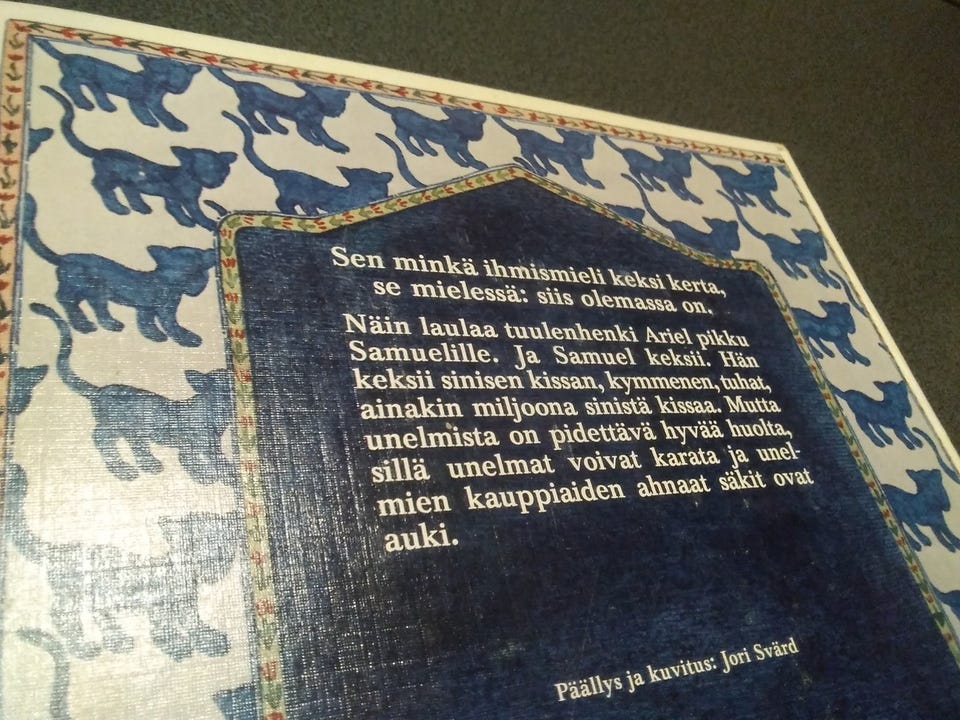 Sen minkä ihmismieli keksi kerta,
se mielessä: siis olemassa on.
Näin laulaa tuulenhenki Ariel pikku
Samuelille. Ja Samuel keksii. Hän
keksii sinisen kissan, kymmenen, tuhat,
ainakin miljoona sinistä kissaa. Mutta
unelmista on pidettävä hyvää huolta,
sillä unelmat voivat karata ja unel-
mien kauppiaiden ahnaat säkit ovat
auki.
Päällys ja kuvitus: Jori Svärd